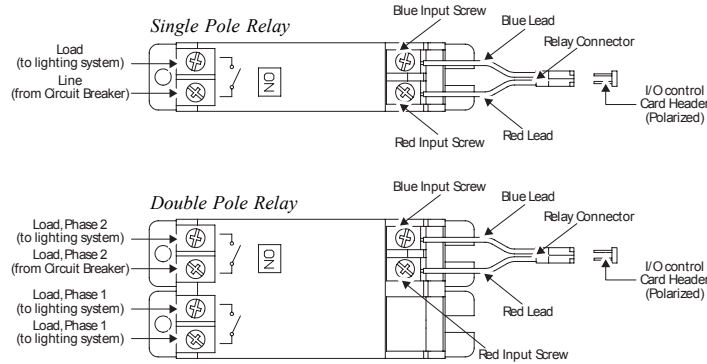 Single Pole Relay
Blue Input Screw
Blue Lead
Relay Connector
Load
(to lighting system)
Line
(from Circuit Breaker)
NO
I/O control
Card Header
(Polarized)
Red Input Screw
Red Lead
Double Pole Relay
Blue Input Screw
Blue Lead
Relay Connector
Load, Phase 2
(to lighting system)
Load, Phase 2
(from Circuit Breaker)
NO
Load, Phase 1
(to lighting system)
Load, Phase 1
(to lighting system)
I/O control
Card Header
(Polarized)
Red Lead
Red Input Screw